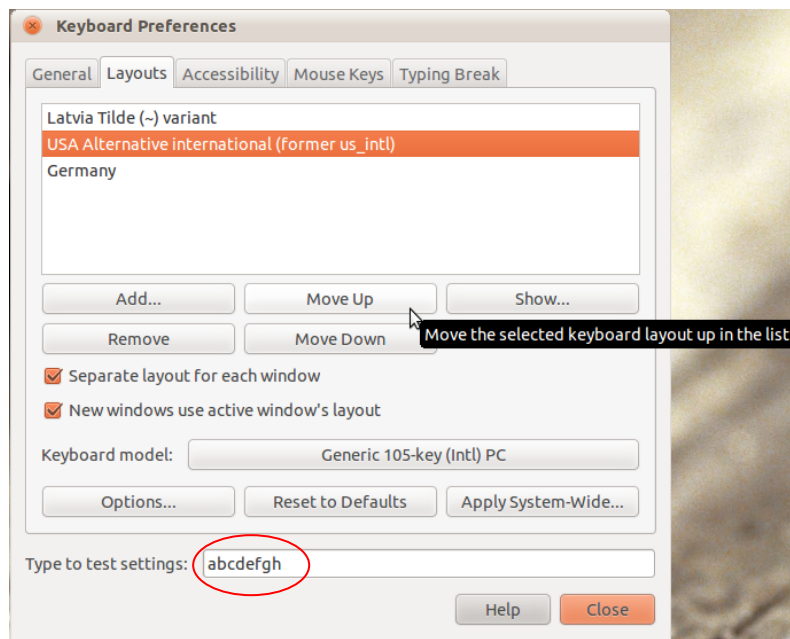 Keyboard Preferences
General Layouts Accessibility Mouse Keys Typing Break
Latvia Tilde (~) variant
USA Alternative international (former us_intl)
Germany
Add... Move Up Show...
Remove Move Down
Move the selected keyboard layout up in the list
Separate layout for each window
New windows use active window's layout
Keyboard model: Generic 105-key (Intl) PC
Options... Reset to Defaults Apply System-Wide...
Type to test settings: abcdefgh
Help Close